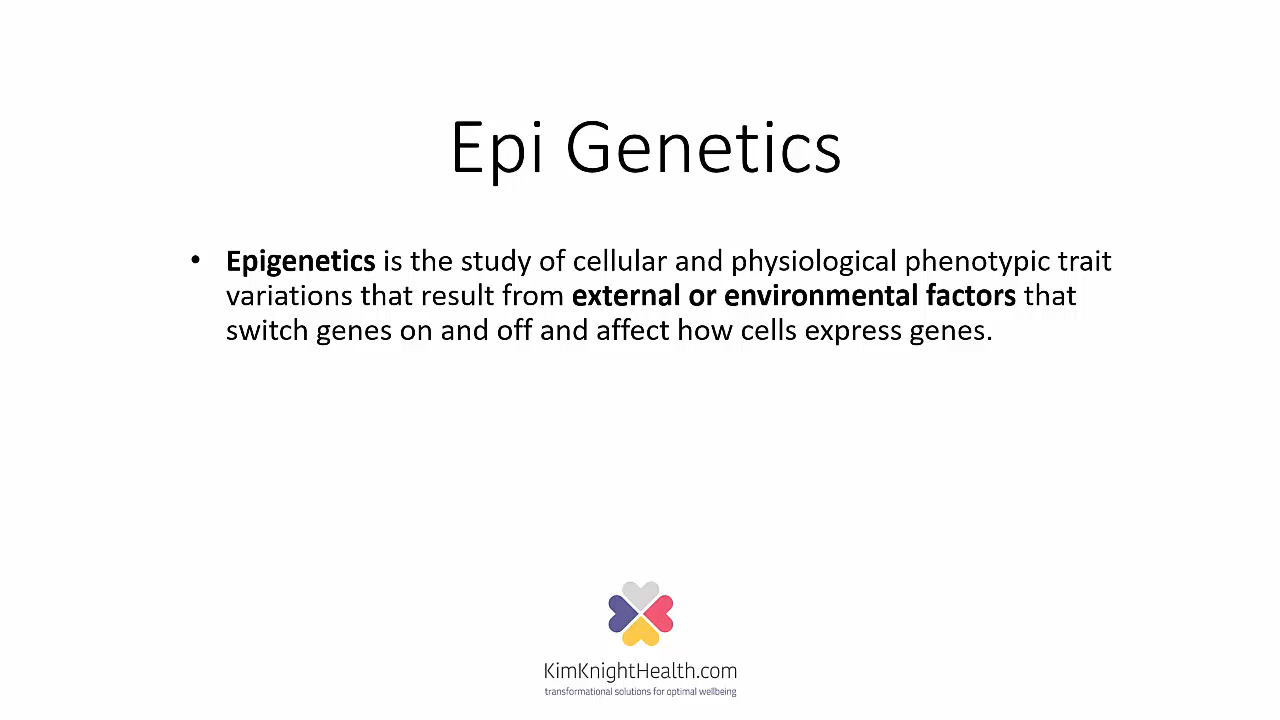 Epi Genetics
• Epigenetics is the study of cellular and physiological phenotypic trait
variations that result from external or environmental factors that
switch genes on and off and affect how cells express genes.
KimKnightHealth.com
transformational solutions for optimal wellbeing